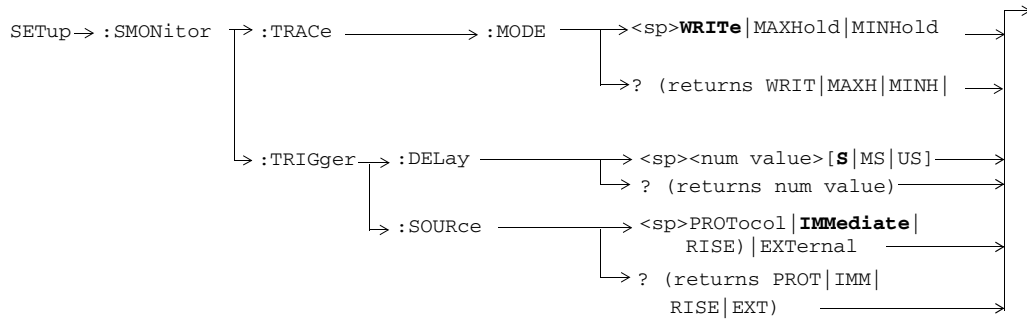 SETup :SMONitor :TRACe :MODE <sp>WRITe|MAXHold|MINHold
? (returns WRIT|MAXH|MINH|
:TRIGger :DELay <sp><num value>[S|MS|US]
? (returns num value)
:SOURce <sp>PROTocol|IMMediate|
RISE)|EXTernal
? (returns PROT|IMM|
RISE|EXT)